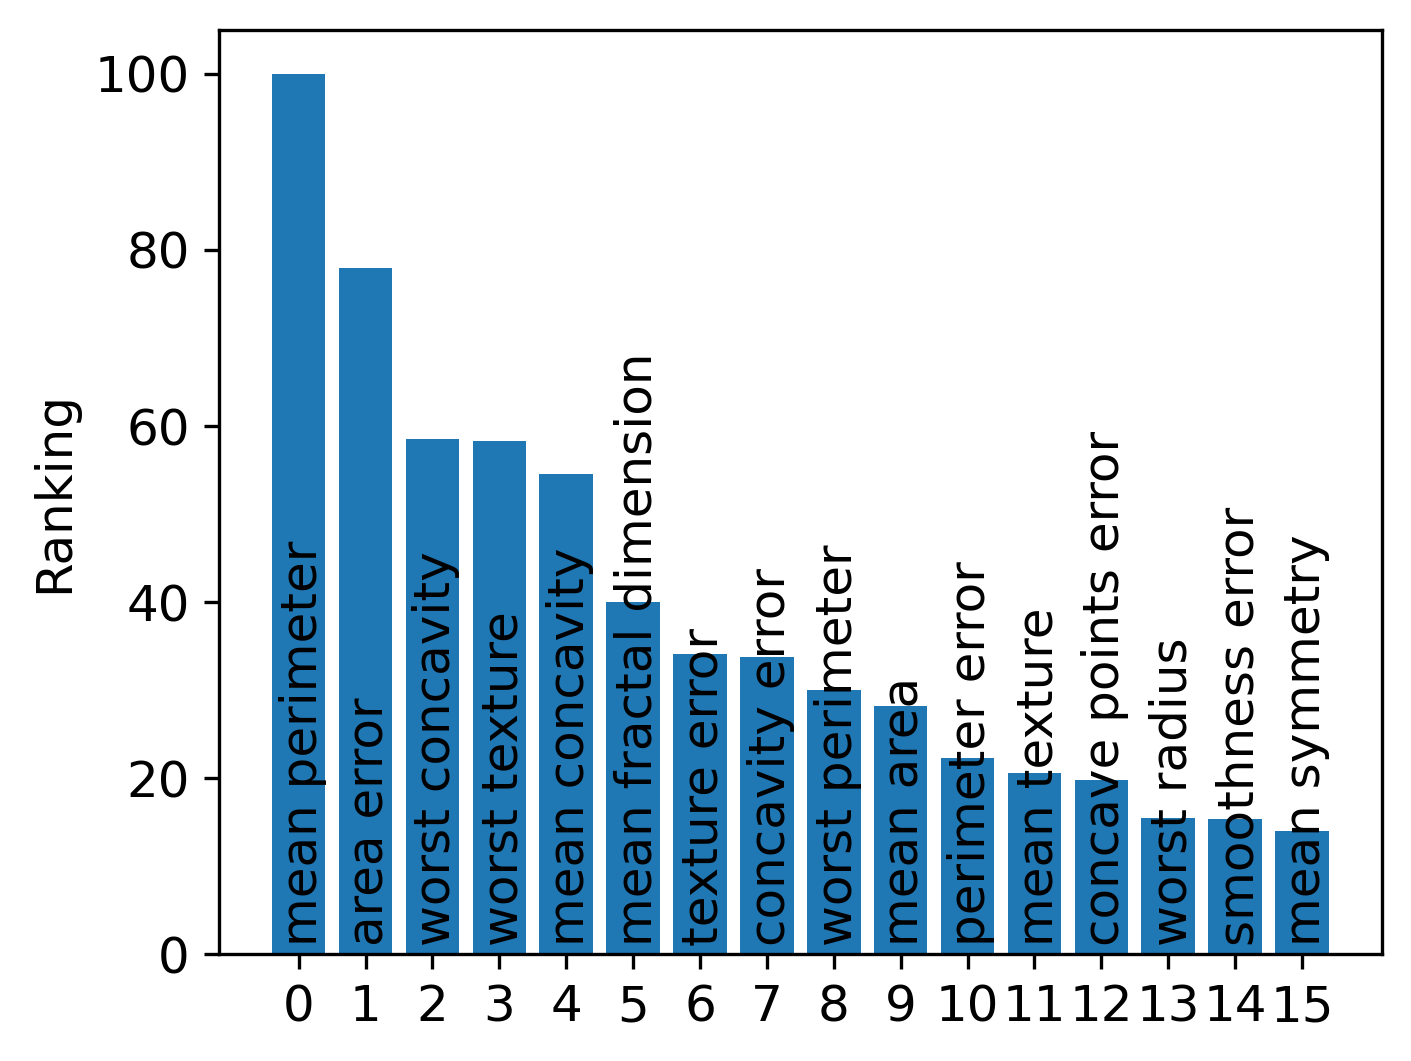 100
80
60
40
20
0
Ranking
mean perimeter
area error
worst concavity
worst texture
mean concavity
mean fractal dimension
texture error
concavity error
worst perimeter
mean area
perimeter error
mean texture
concave points error
worst radius
smoothness error
mean symmetry
0 1 2 3 4 5 6 7 8 9 10 11 12 13 14 15